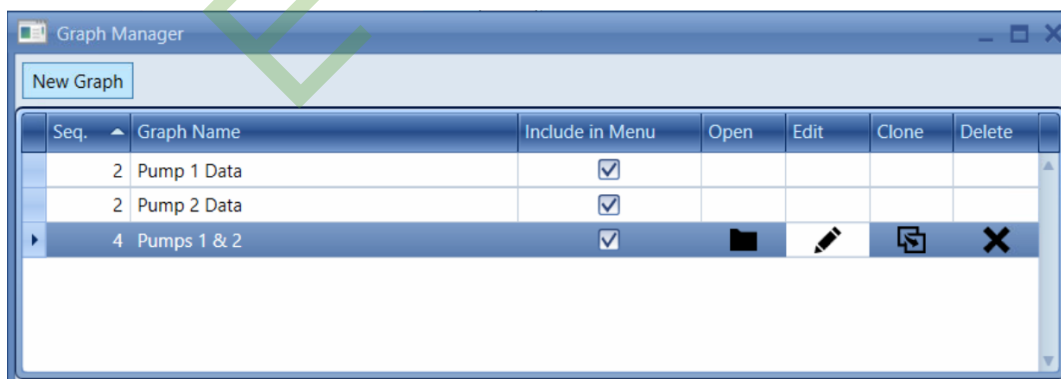 Graph Manager
New Graph
Seq. Graph Name Include in Menu Open Edit Clone Delete
2 Pump 1 Data
2 Pump 2 Data
4 Pumps 1 & 2